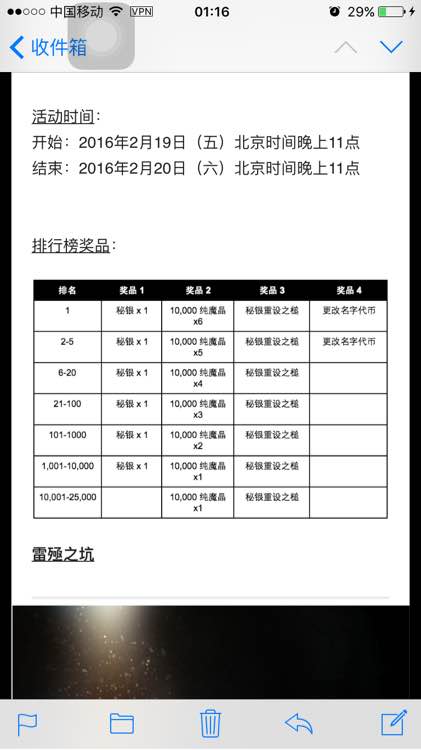 中国移动 VPN 01:16 29%
收件箱
活动时间:
开始：2016年2月19日（五）北京时间晚上11点
结束：2016年2月20日（六）北京时间晚上11点
排行榜奖品:
排名 奖品 1 奖品 2 奖品 3 奖品 4
1 秘银 x 1 10,000 纯魔晶 x6 秘银重设之槌 更改名字代币
2-5 秘银 x 1 10,000 纯魔晶 x5 秘银重设之槌 更改名字代币
6-20 秘银 x 1 10,000 纯魔晶 x4 秘银重设之槌
21-100 秘银 x 1 10,000 纯魔晶 x3 秘银重设之槌
101-1000 秘银 x 1 10,000 纯魔晶 x2 秘银重设之槌
1,001-10,000 秘银 x 1 10,000 纯魔晶 x1 秘银重设之槌
10,001-25,000 10,000 纯魔晶 x1 秘银重设之槌
雷殛之坑